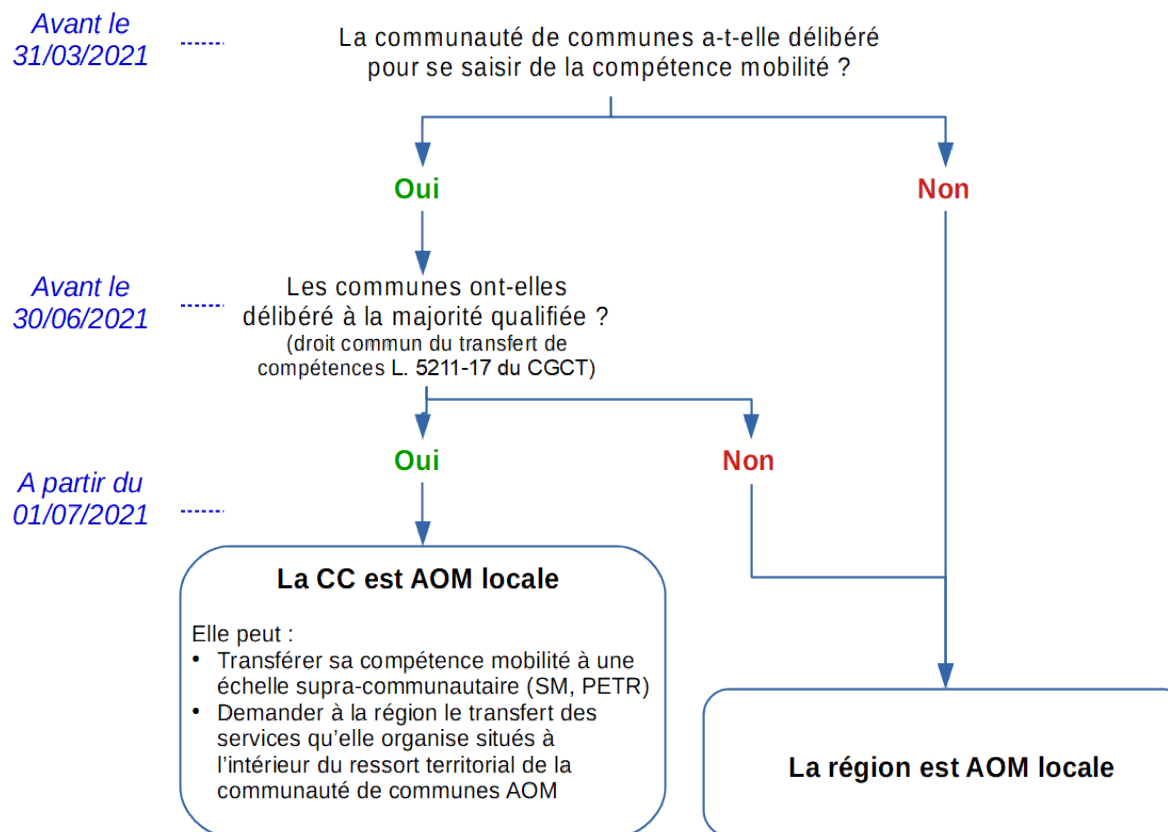 Avant le
31/03/2021
La communauté de communes a-t-elle délibéré
pour se saisir de la compétence mobilité ?
Oui
Non
Avant le
30/06/2021
Les communes ont-elles
délibéré à la majorité qualifiée ?
(droit commun du transfert de
compétences L. 5211-17 du CGCT)
Oui
Non
A partir du
01/07/2021
La CC est AOM locale
Elle peut :
• Transférer sa compétence mobilité à une
échelle supra-communautaire (SM, PETR)
• Demander à la région le transfert des
services qu’elle organise situés à
l’intérieur du ressort territorial de la
communauté de communes AOM
La région est AOM locale